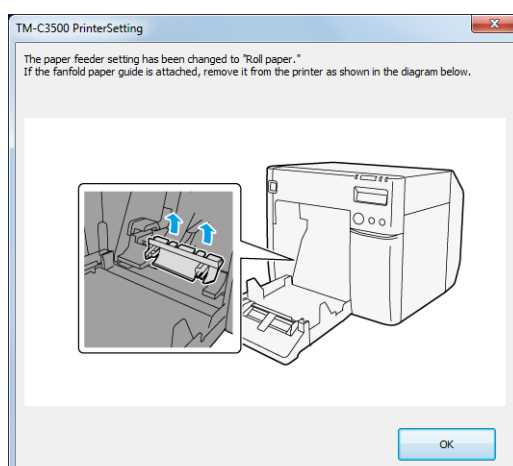 TM-C3500 PrinterSetting
The paper feeder setting has been changed to "Roll paper."
If the fanfold paper guide is attached, remove it from the printer as shown in the diagram below.
OK